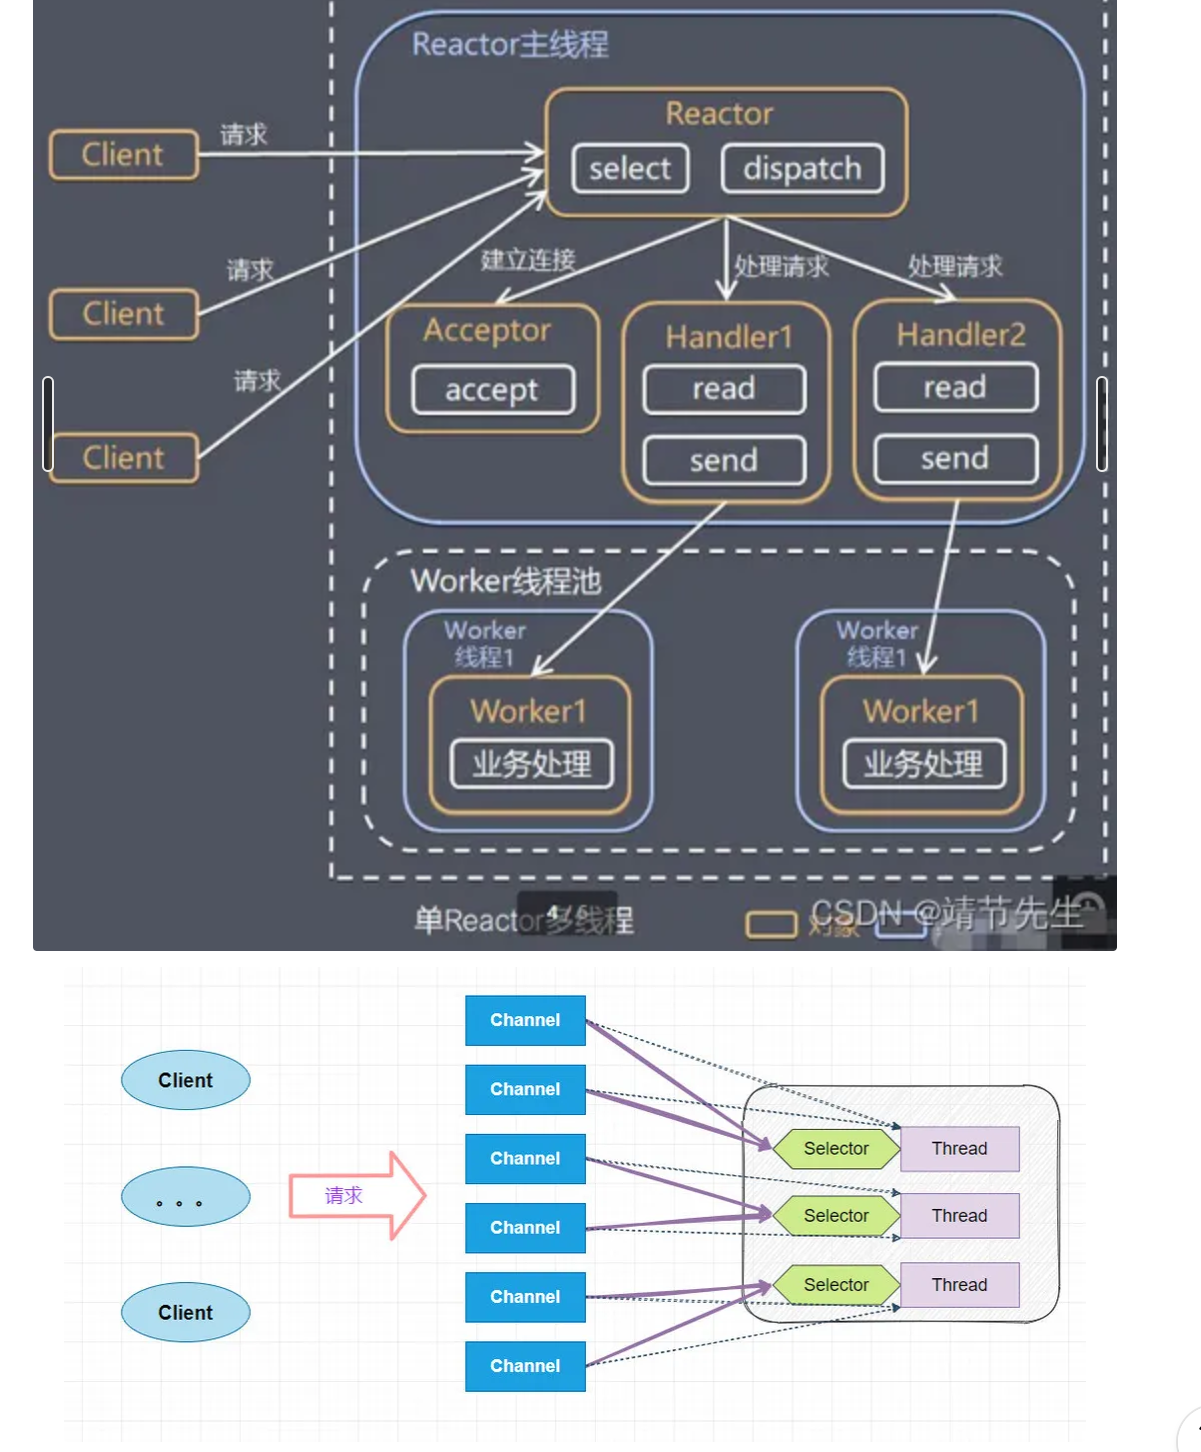 Reactor主线程
Reactor
select
dispatch
Client
请求
Client
请求
Client
请求
建立连接
处理请求
处理请求
Acceptor
accept
Handler1
read
send
Handler2
read
send
Worker线程池
Worker
线程1
Worker1
业务处理
Worker
线程1
Worker1
业务处理
单Reactor多线程
4/6
对象
CSDN @靖节先生
Channel
Channel
Channel
Channel
Channel
Channel
Client
。。。
Client
请求
Selector
Thread
Selector
Thread
Selector
Thread